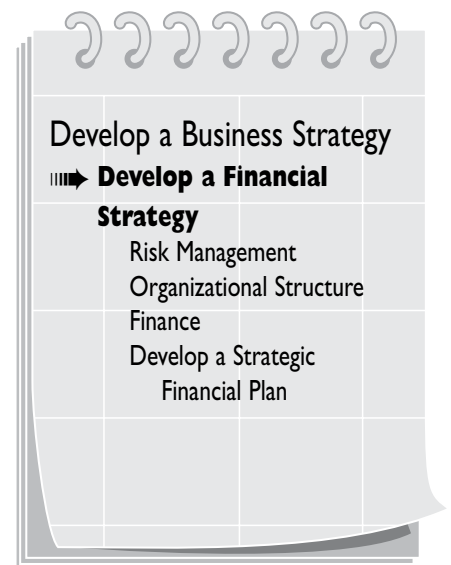 Develop a Business Strategy
Develop a Financial
Strategy
Risk Management
Organizational Structure
Finance
Develop a Strategic
Financial Plan